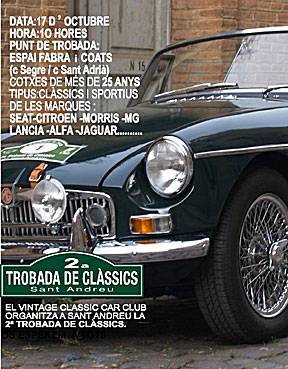 DATA:17 D ' OCTUBRE
HORA:10 HORES
PUNT DE TROBADA:
ESPAI FABRA i COATS
(c Segre / c Sant Adrià)
COTXES DE MÉS DE 25 ANYS
TIPUS:CLÀSSICS I SPORTIUS
DE LES MARQUES :
SEAT-CITROEN -MORRIS -MG
LANCIA -ALFA -JAGUAR..........
2ª
TROBADA DE CLÀSSICS
Sant Andreu
EL VINTAGE CLASSIC CAR CLUB
ORGANITZA A SANT ANDREU LA
2ª TROBADA DE CLÀSSICS.